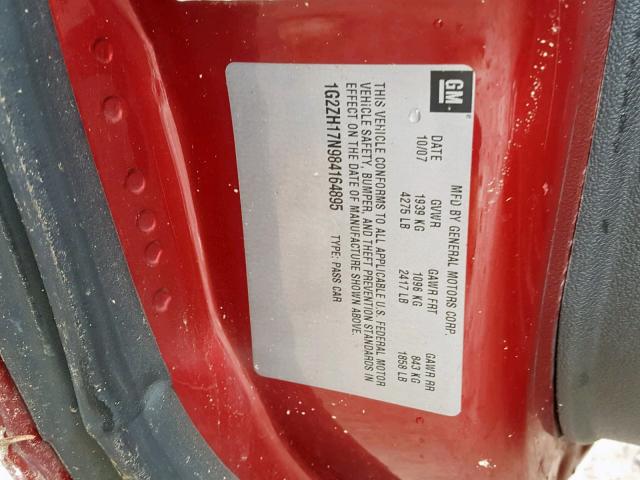 GM
MFD BY GENERAL MOTORS CORP.
DATE GVWR GAWR FRT GAWR RR
10/07 1939 KG 1096 KG 843 KG
4275 LB 2417 LB 1858 LB
THIS VEHICLE CONFORMS TO ALL APPLICABLE U.S. FEDERAL MOTOR
VEHICLE SAFETY, BUMPER, AND THEFT PREVENTION STANDARDS IN
EFFECT ON THE DATE OF MANUFACTURE SHOWN ABOVE.
1G2ZH17N984164895 TYPE: PASS CAR